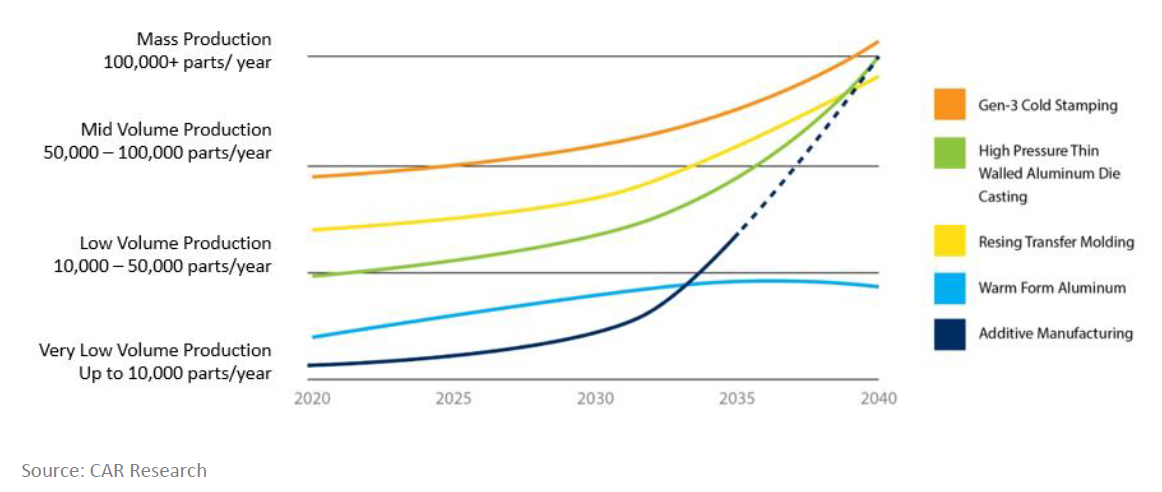 Mass Production
100,000+ parts/ year
Mid Volume Production
50,000 – 100,000 parts/year
Low Volume Production
10,000 – 50,000 parts/year
Very Low Volume Production
Up to 10,000 parts/year
2020 2025 2030 2035 2040
Gen-3 Cold Stamping
High Pressure Thin
Walled Aluminum Die
Casting
Resing Transfer Molding
Warm Form Aluminum
Additive Manufacturing
Source: CAR Research